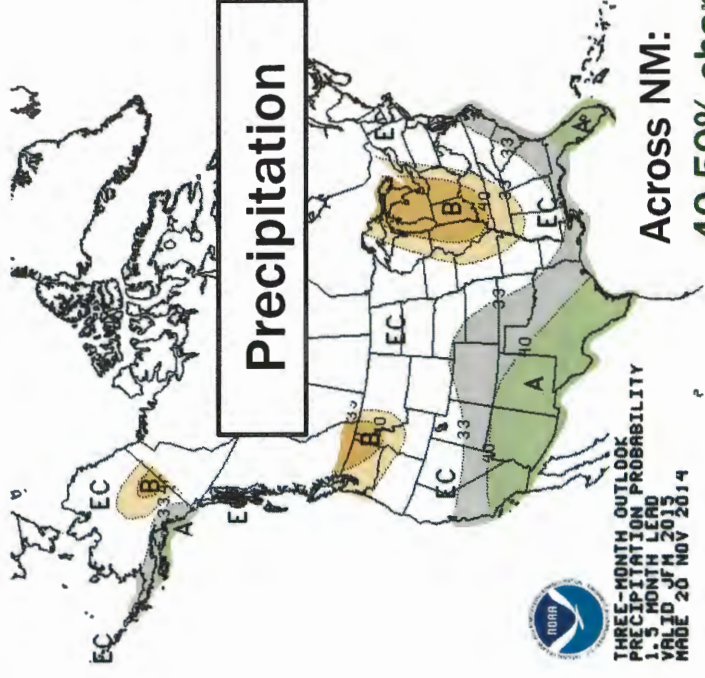 Precipitation
EC
B
33
A
E
EC
33
B
40
EC
EC
33
40
A
33
40
EC
B
40
33
EC
33
A
NOAA
THREE-MONTH OUTLOOK
PRECIPITATION PROBABILITY
1.5 MONTH LEAD
VALID JFM 2015
MADE 20 NOV 2014
Across NM: